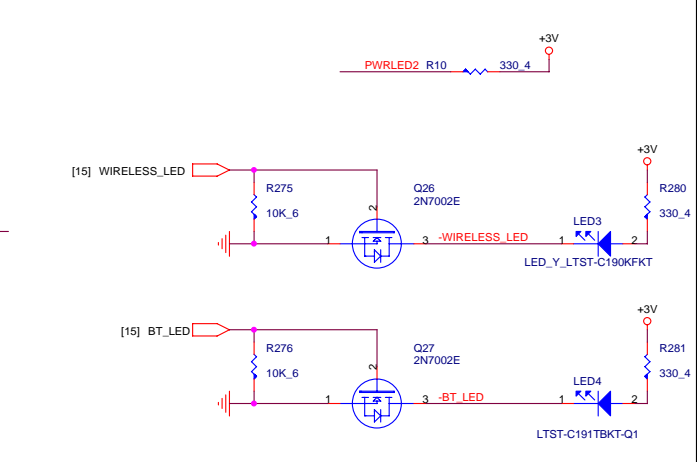 +3V
PWRLED2 R10 330_4
+3V
[15] WIRELESS_LED
R275
10K_6
Q26
2N7002E
R280
330_4
LED3
2
1
3
-WIRELESS_LED
1
2
LED_Y_LTST-C190KFKT
+3V
[15] BT_LED
R276
10K_6
Q27
2N7002E
R281
330_4
LED4
2
1
3
-BT_LED
1
2
LTST-C191TBKT-Q1